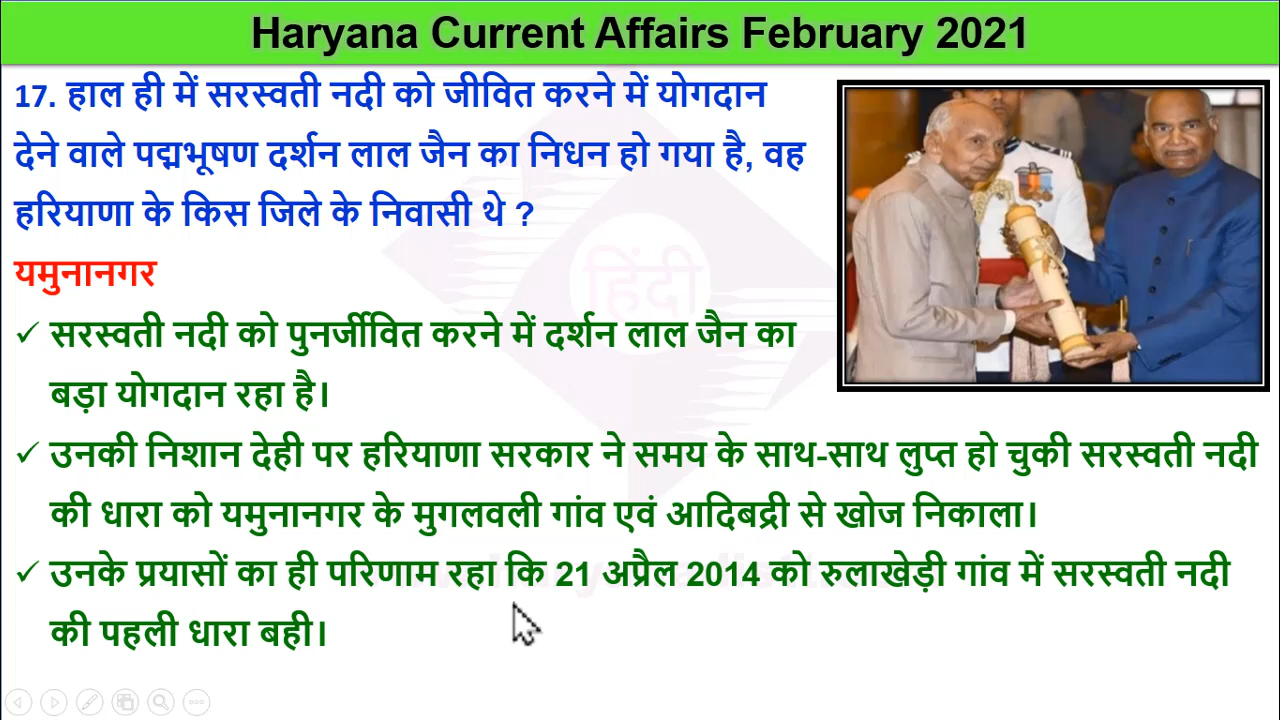 Haryana Current Affairs February 2021
17. हाल ही में सरस्वती नदी को जीवित करने में योगदान
देने वाले पद्मभूषण दर्शन लाल जैन का निधन हो गया है, वह
हरियाणा के किस जिले के निवासी थे ?
यमुनानगर
✓ सरस्वती नदी को पुनर्जीवित करने में दर्शन लाल जैन का
बड़ा योगदान रहा है।
✓ उनकी निशान देही पर हरियाणा सरकार ने समय के साथ-साथ लुप्त हो चुकी सरस्वती नदी
की धारा को यमुनानगर के मुगलवली गांव एवं आदिबद्री से खोज निकाला।
✓ उनके प्रयासों का ही परिणाम रहा कि 21 अप्रैल 2014 को रुलाखेड़ी गांव में सरस्वती नदी
की पहली धारा बही।
हिंदी